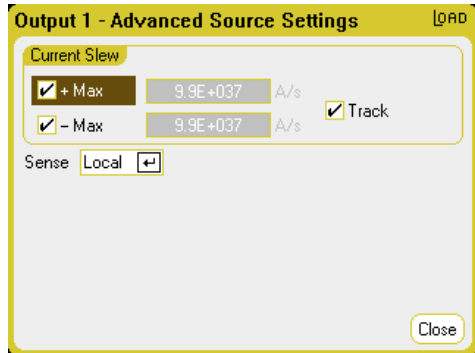 Output 1 - Advanced Source Settings LOAD
Current Slew
+ Max 9.9E+037 A/s
Track
– Max 9.9E+037 A/s
Sense Local
Close